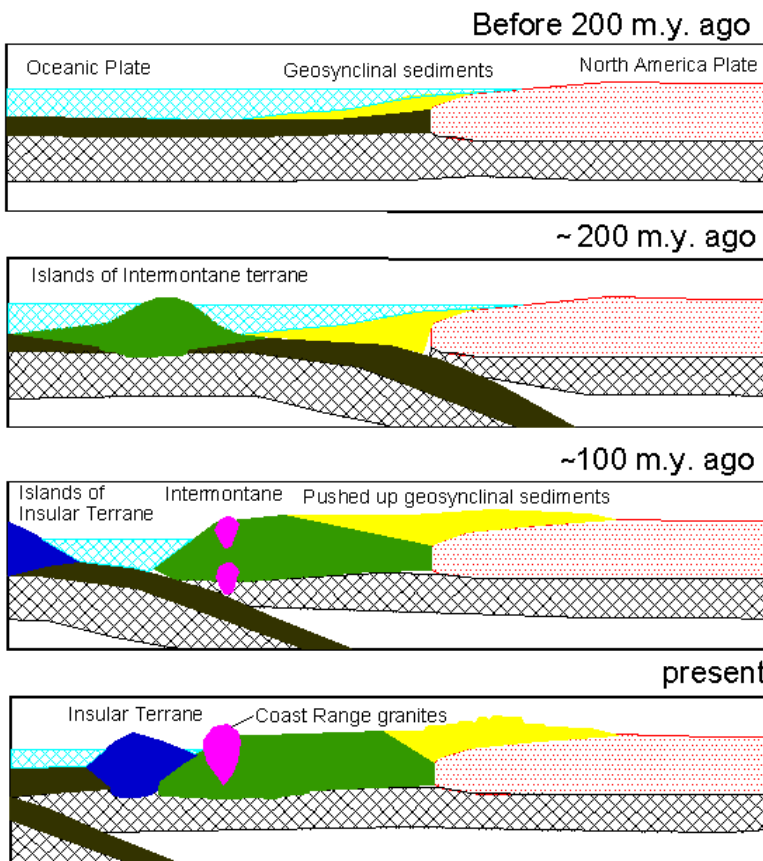 Before 200 m.y. ago
Oceanic Plate
Geosynclinal sediments
North America Plate
~200 m.y. ago
Islands of Intermontane terrane
~100 m.y. ago
Islands of
Insular Terrane
Intermontane
Pushed up geosynclinal sediments
present
Insular Terrane
Coast Range granites